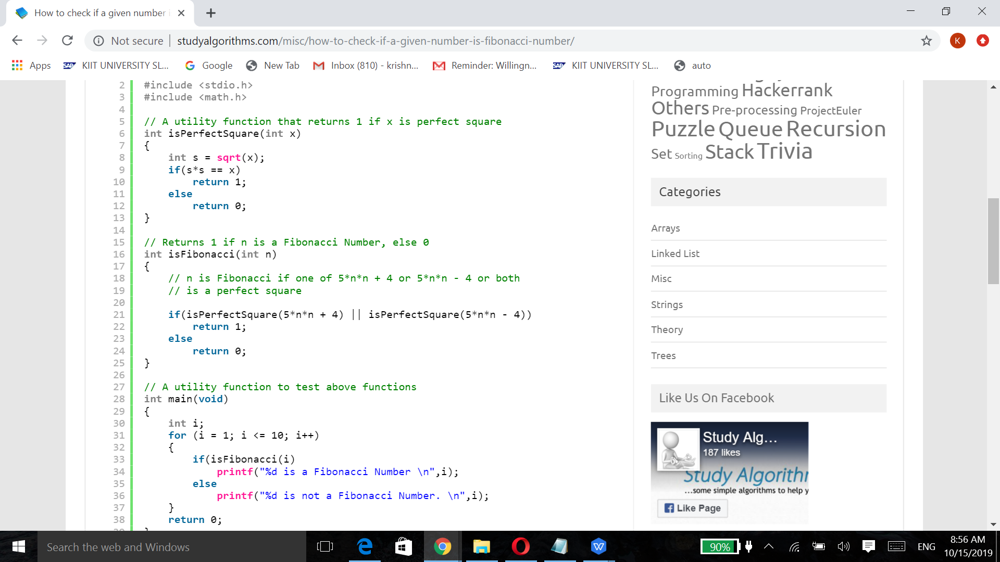 How to check if a given number i
Not secure | studyalgorithms.com/misc/how-to-check-if-a-given-number-is-fibonacci-number/
K
Apps SAP KIIT UNIVERSITY SL... Google New Tab Inbox (810) - krishn... Reminder: Willingn... SAP KIIT UNIVERSITY SL... auto
2 #include <stdio.h>
3 #include <math.h>
4
5 // A utility function that returns 1 if x is perfect square
6 int isPerfectSquare(int x)
7 {
8     int s = sqrt(x);
9     if(s*s == x)
10         return 1;
11     else
12         return 0;
13 }
14
15 // Returns 1 if n is a Fibonacci Number, else 0
16 int isFibonacci(int n)
17 {
18     // n is Fibonacci if one of 5*n*n + 4 or 5*n*n - 4 or both
19     // is a perfect square
20
21     if(isPerfectSquare(5*n*n + 4) || isPerfectSquare(5*n*n - 4))
22         return 1;
23     else
24         return 0;
25 }
26
27 // A utility function to test above functions
28 int main(void)
29 {
30     int i;
31     for (i = 1; i <= 10; i++)
32     {
33         if(isFibonacci(i)
34             printf("%d is a Fibonacci Number \n",i);
35         else
36             printf("%d is not a Fibonacci Number. \n",i);
37     }
38     return 0;
Programming Hackerrank
Others Pre-processing ProjectEuler
Puzzle Queue Recursion
Set Sorting Stack Trivia
Categories
Arrays
Linked List
Misc
Strings
Theory
Trees
Like Us On Facebook
Study Alg...
187 likes
Study Algorith
...some simple algorithms to help y
Like Page
Search the web and Windows
90%
ENG
8:56 AM
10/15/2019